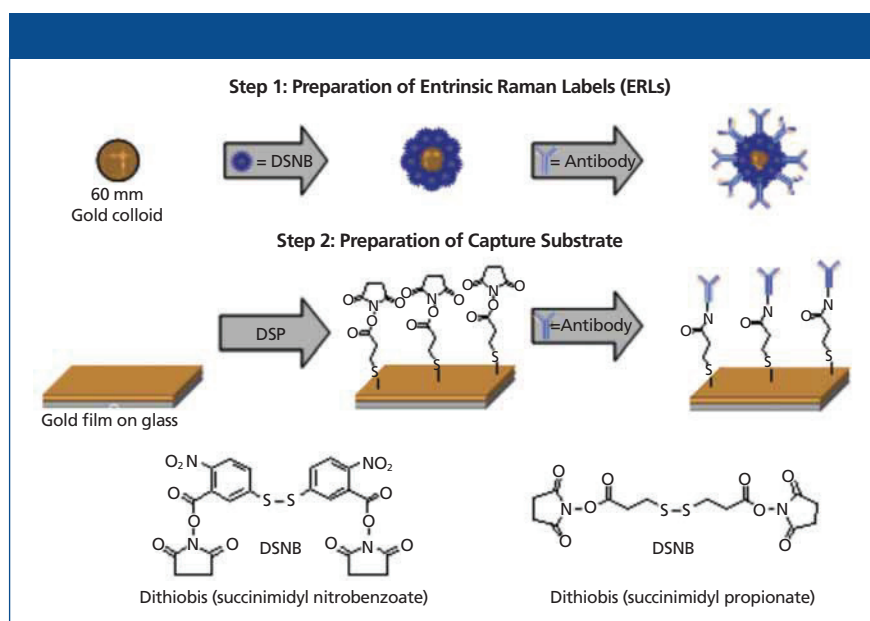 Step 1: Preparation of Entrinsic Raman Labels (ERLs)
= DSNB
= Antibody
60 mm
Gold colloid
Step 2: Preparation of Capture Substrate
O O O O O O
N N N
O O O
O O O
S S S
DSP
=Antibody
N N N
O O O
S S S
Gold film on glass
O₂N NO₂
O S–S O
O O
O N O O N O
DSNB
Dithiobis (succinimidyl nitrobenzoate)
O O O O
N–O S–S O–N
O O
DSNB
Dithiobis (succinimidyl propionate)